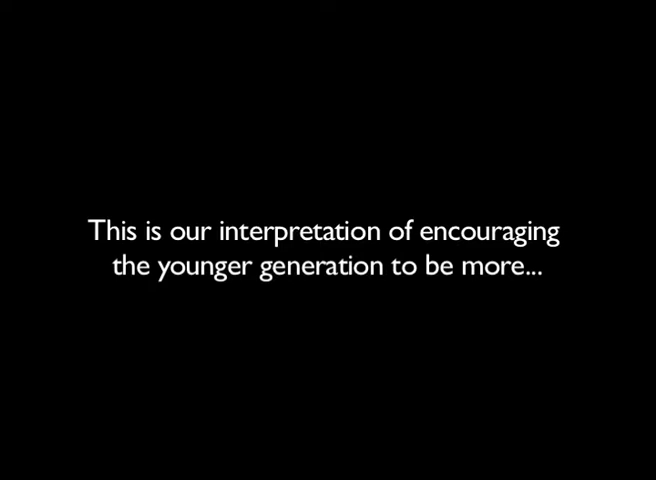 This is our interpretation of encouraging
the younger generation to be more...